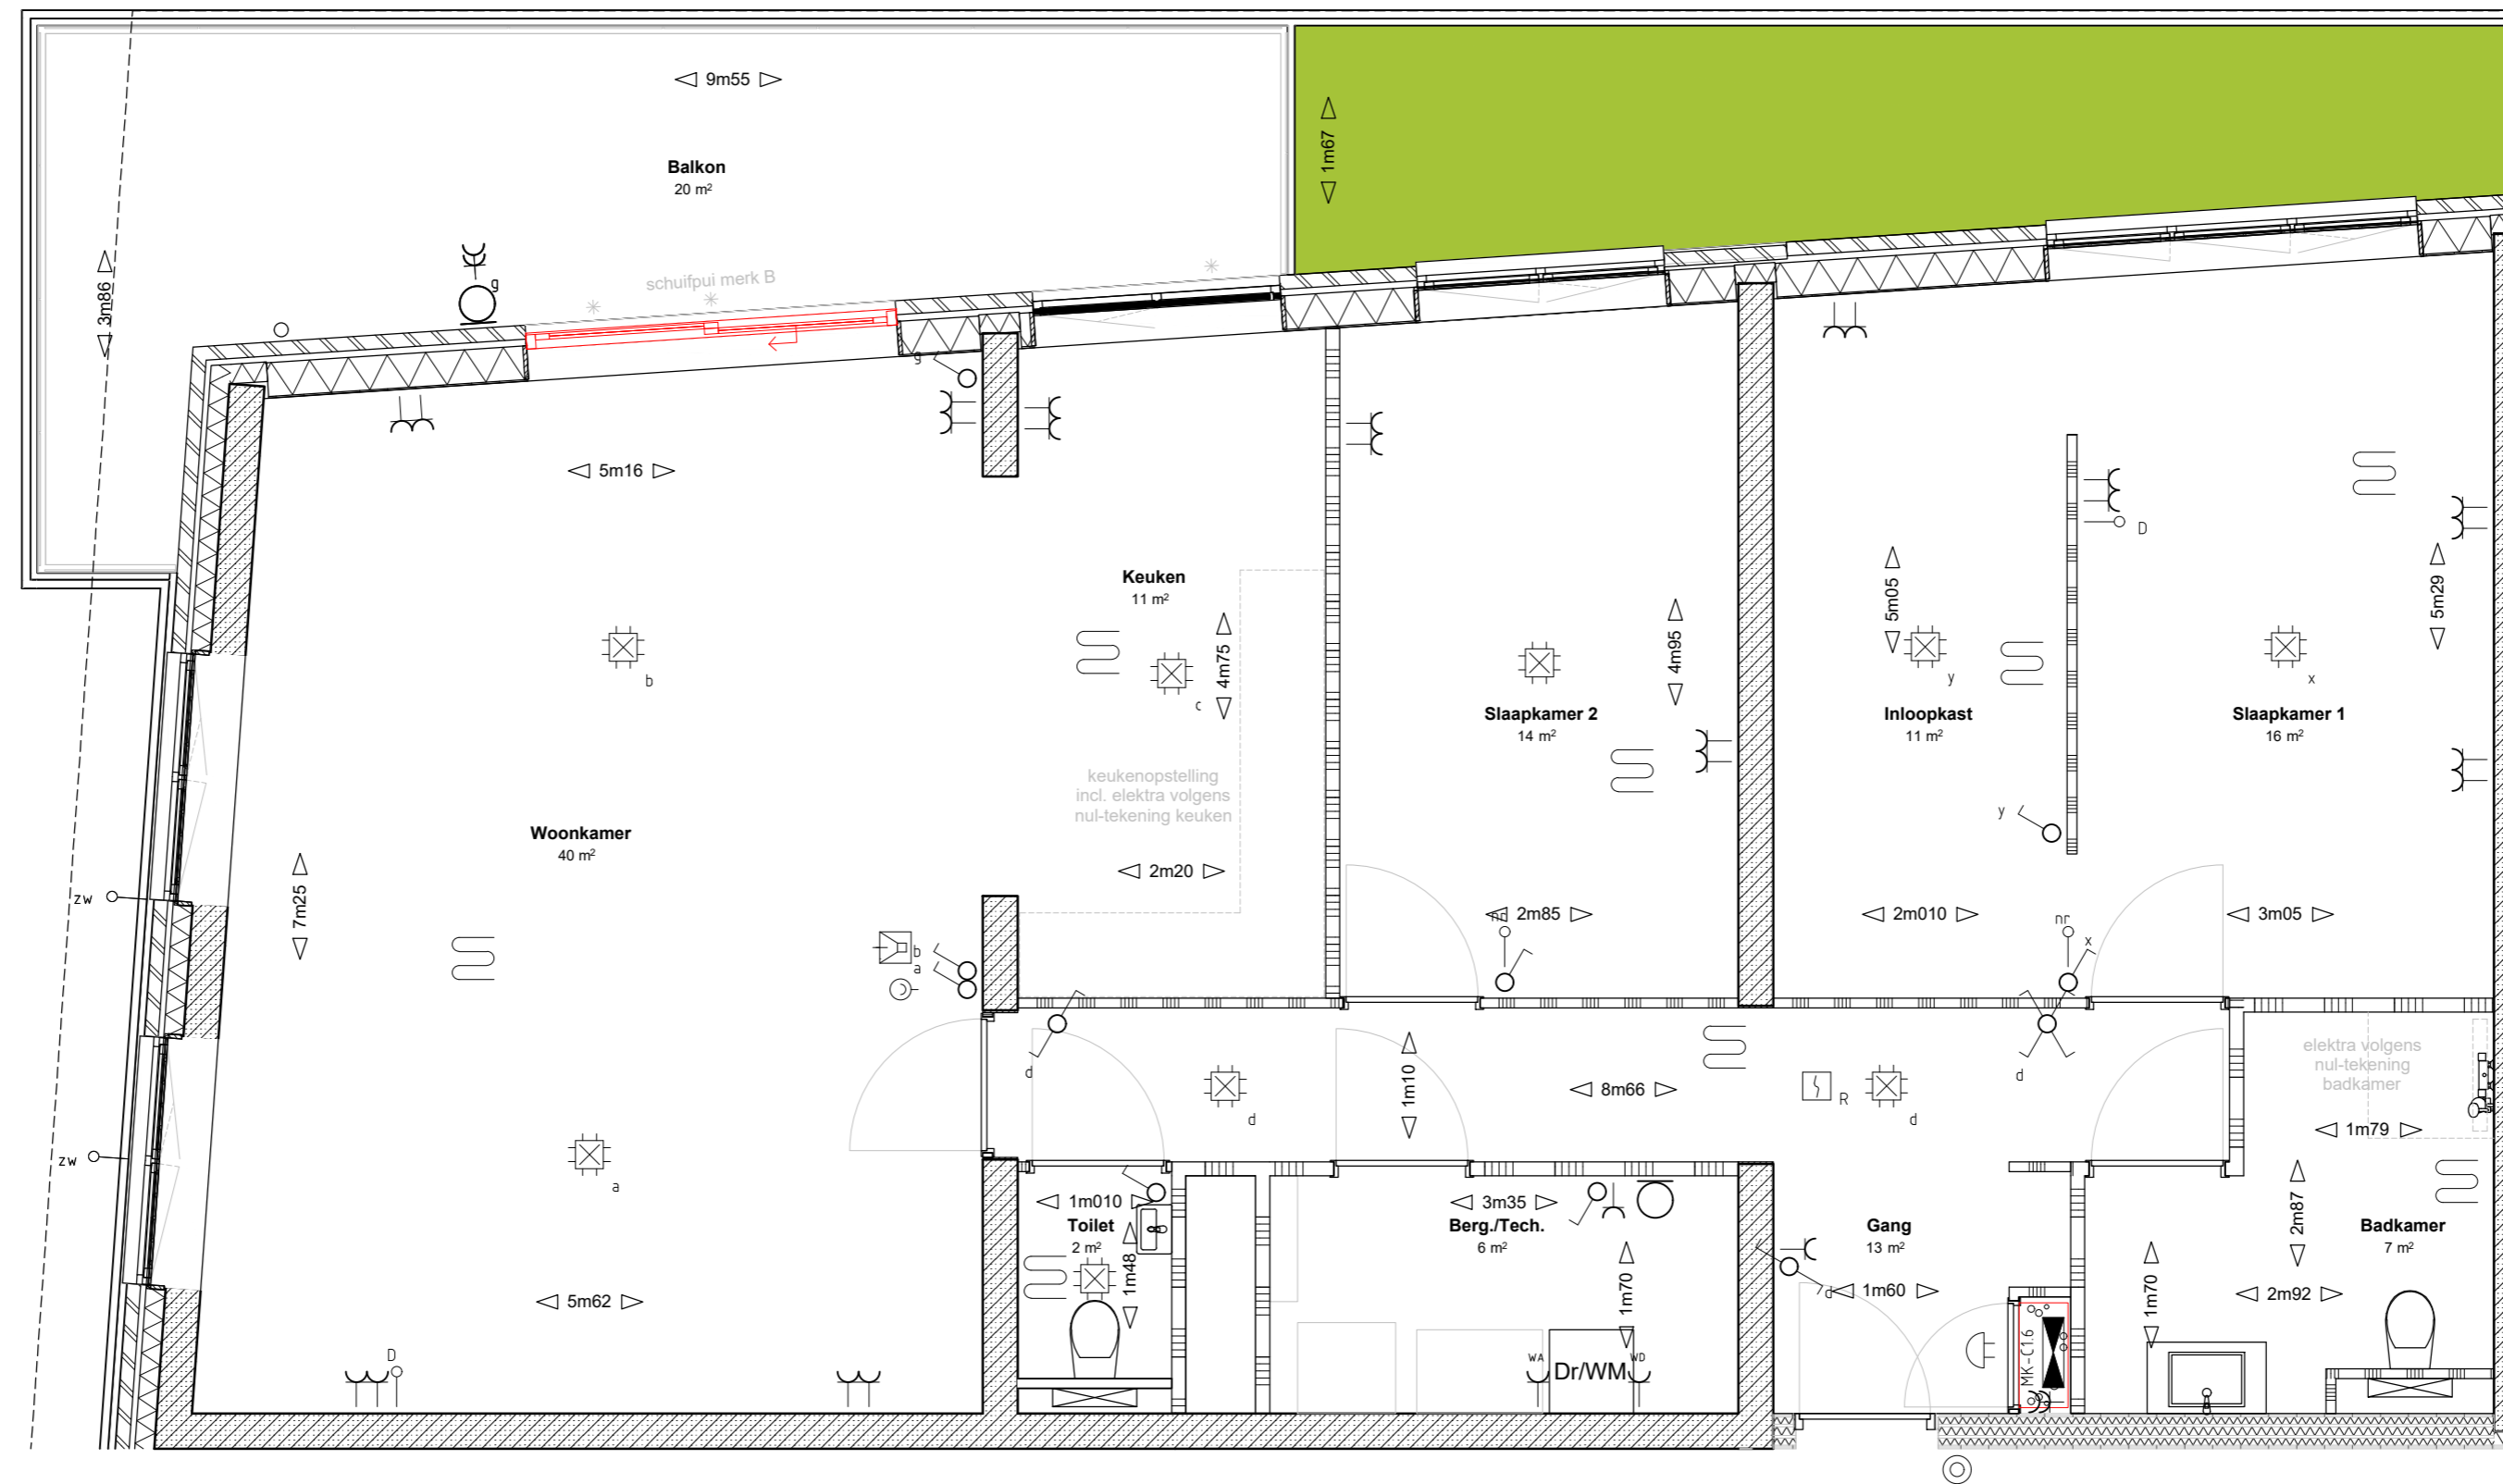 9m55
Balkon
20 m²
1m67
3m86
g
schuifpui merk B
g
5m16
D
Keuken
11 m²
4m75
c
b
4m95
5m05
5m29
y
x
Slaapkamer 2
14 m²
Inloopkast
11 m²
Slaapkamer 1
16 m²
keukenopstelling
incl. elektra volgens
nul-tekening keuken
Woonkamer
40 m²
y
2m20
7m25
zw
2m85
nr
2m010
nr
3m05
x
b
a
d
d
1m10
8m66
R
d
d
elektra volgens
nul-tekening
badkamer
1m79
zw
a
1m010
Toilet
2 m²
1m48
3m35
Berg./Tech.
6 m²
1m70
Gang
13 m²
d
1m60
2m87
Badkamer
7 m²
1m70
2m92
5m62
D
WA
Dr/WM
WD
MK-C1.6